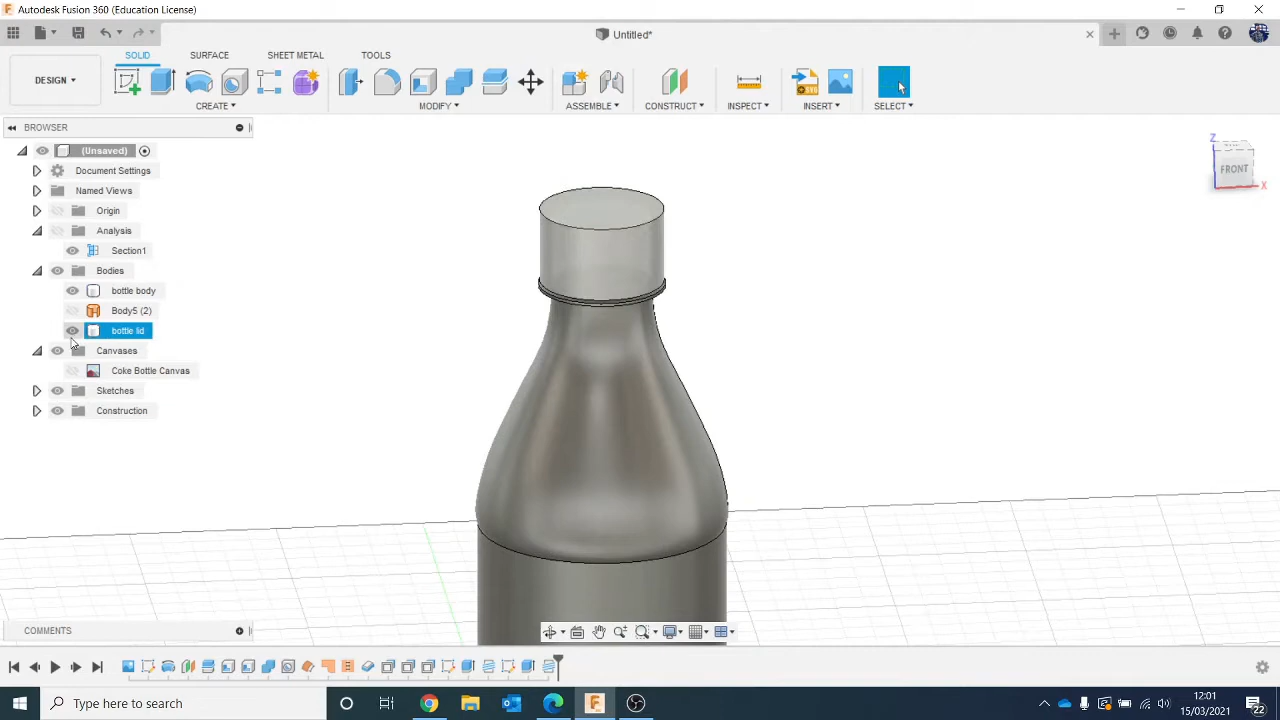 Autodesk Fusion 360 (Education License)
Untitled*
SOLID SURFACE SHEET METAL TOOLS
DESIGN
CREATE MODIFY ASSEMBLE CONSTRUCT INSPECT INSERT SELECT
BROWSER
(Unsaved)
Document Settings
Named Views
Origin
Analysis
Section1
Bodies
bottle body
Body5 (2)
bottle lid
Canvases
Coke Bottle Canvas
Sketches
Construction
Z
FRONT
X
COMMENTS
Type here to search
12:01
15/03/2021
22